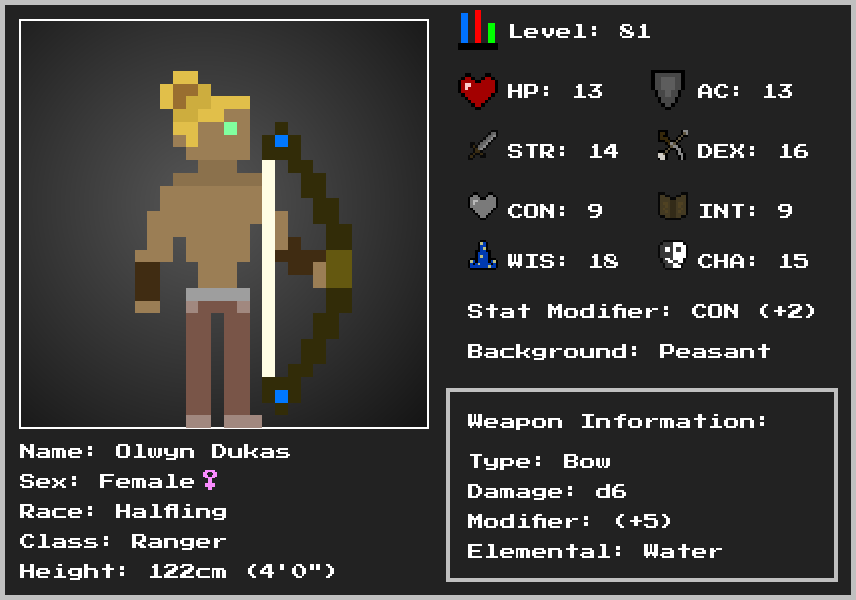 Level: 81
HP: 13
AC: 13
STR: 14
DEX: 16
CON: 9
INT: 9
WIS: 18
CHA: 15
Stat Modifier: CON (+2)
Background: Peasant
Weapon Information:
Type: Bow
Damage: d6
Modifier: (+5)
Elemental: Water
Name: Olwyn Dukas
Sex: Female♀
Race: Halfling
Class: Ranger
Height: 122cm (4'0")